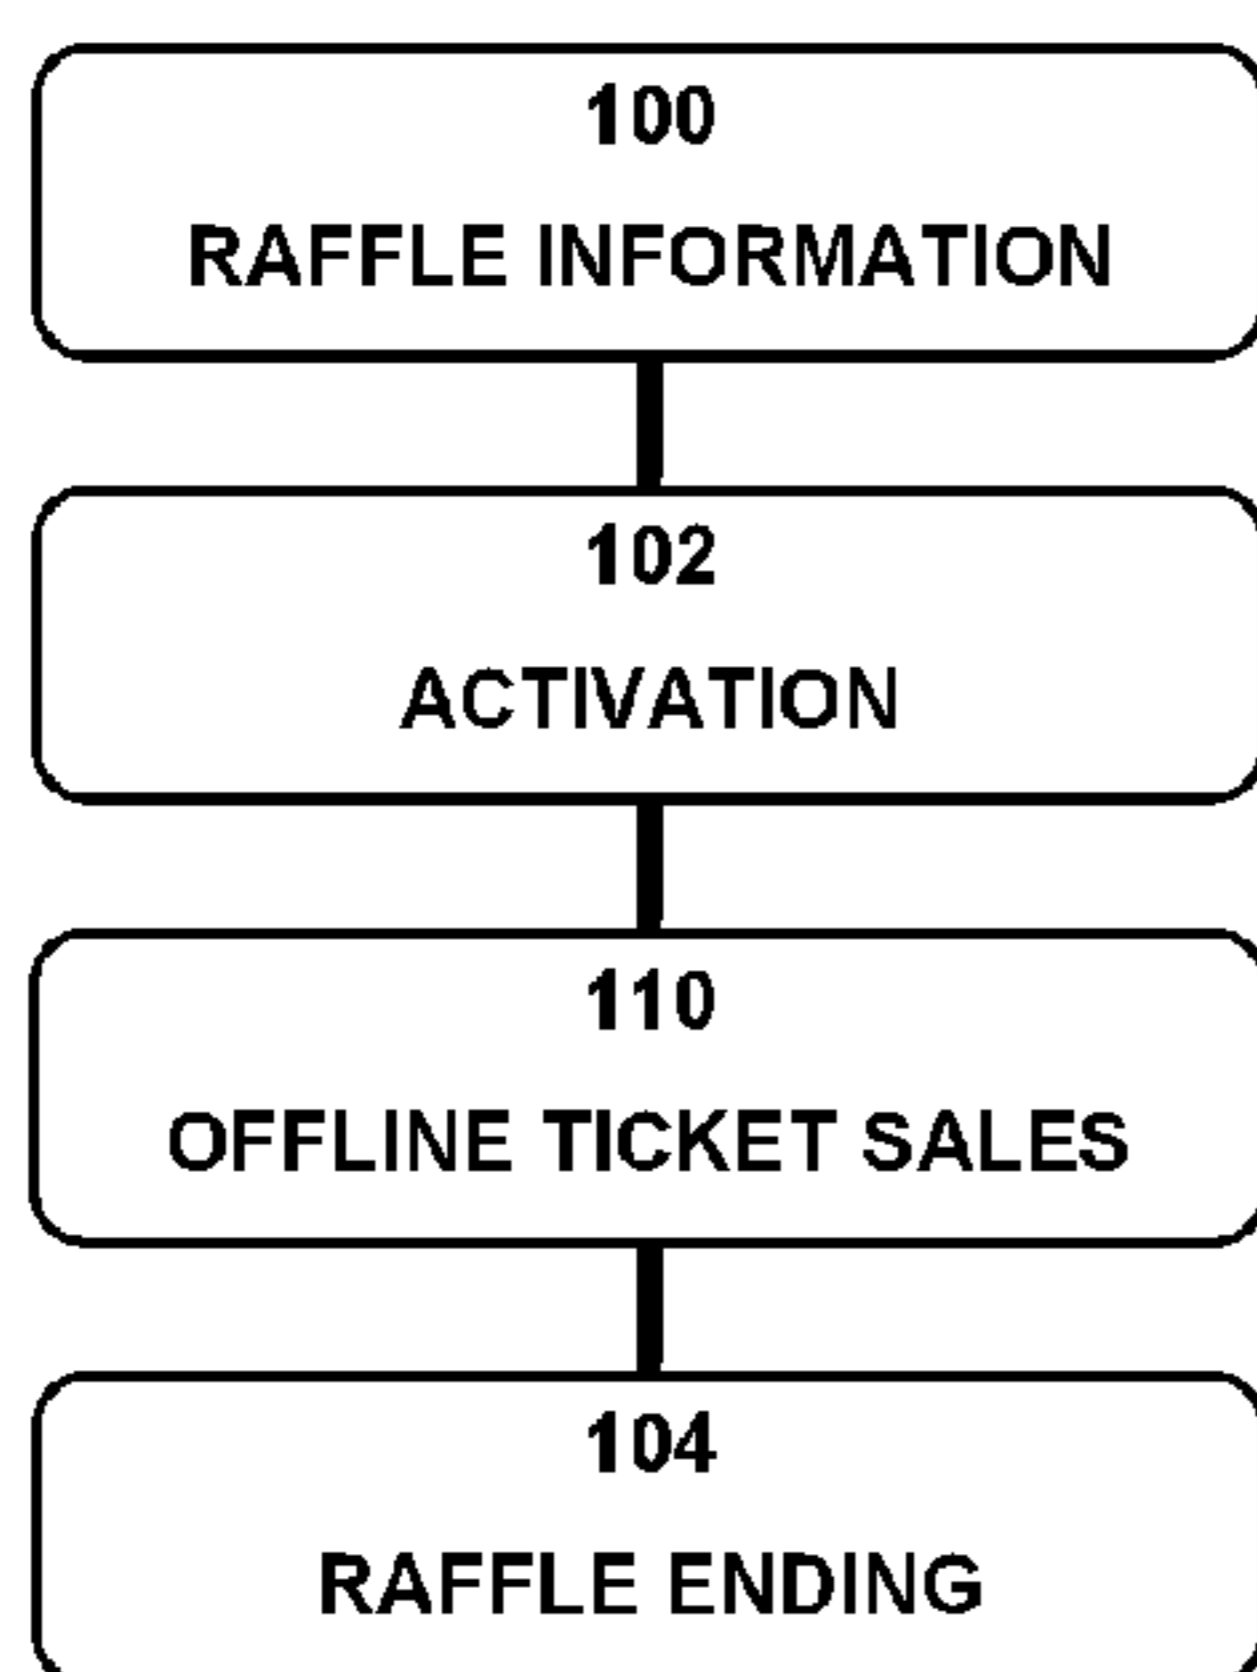 100
RAFFLE INFORMATION
102
ACTIVATION
110
OFFLINE TICKET SALES
104
RAFFLE ENDING